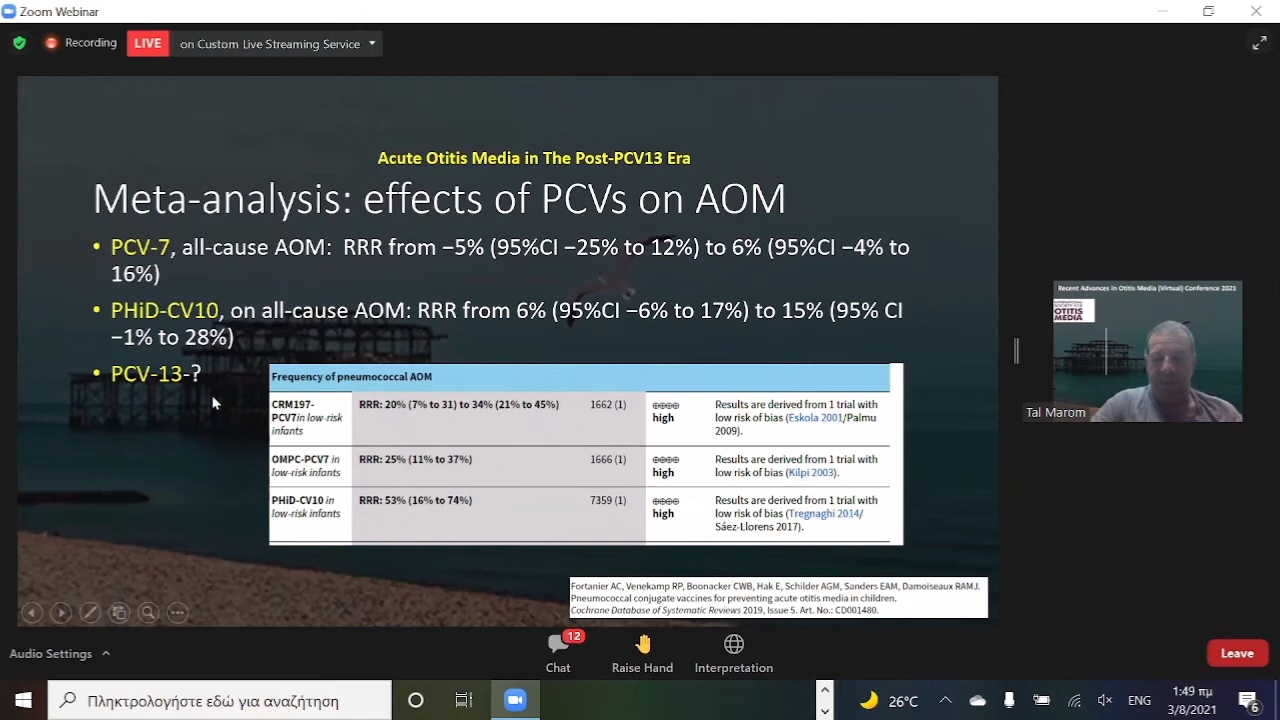 Zoom Webinar
Recording
LIVE
on Custom Live Streaming Service
Acute Otitis Media in The Post-PCV13 Era
Meta-analysis: effects of PCVs on AOM
• PCV-7, all-cause AOM: RRR from −5% (95%CI −25% to 12%) to 6% (95%CI −4% to
16%)
• PHiD-CV10, on all-cause AOM: RRR from 6% (95%CI −6% to 17%) to 15% (95% CI
−1% to 28%)
• PCV-13-?
Frequency of pneumococcal AOM
CRM197- RRR: 20% (7% to 31) to 34% (21% to 45%) 1662 (1) ⊕⊕⊕⊕ Results are derived from 1 trial with
PCV7 in low-risk high low risk of bias (Eskola 2001/Palmu
infants 2009).
OMPC-PCV7 in RRR: 25% (11% to 37%) 1666 (1) ⊕⊕⊕⊕ Results are derived from 1 trial with
low-risk infants high low risk of bias (Kilpi 2003).
PHiD-CV10 in RRR: 53% (16% to 74%) 7359 (1) ⊕⊕⊕⊕ Results are derived from 1 trial with
low-risk infants high low risk of bias (Tregnaghi 2014/
Sáez-Llorens 2017).
Fortanier AC, Venekamp RP, Boonacker CWB, Hak E, Schilder AGM, Sanders EAM, Damoiseaux RAMJ.
Pneumococcal conjugate vaccines for preventing acute otitis media in children.
Cochrane Database of Systematic Reviews 2019, Issue 5. Art. No.: CD001480.
Recent Advances in Otitis Media (Virtual) Conference 2021
INTERNATIONAL
SOCIETY FOR
OTITIS
MEDIA
Tal Marom
Audio Settings
12
Chat
Raise Hand
Interpretation
Leave
Πληκτρολογήστε εδώ για αναζήτηση
26°C
ENG
1:49 πμ
3/8/2021
6